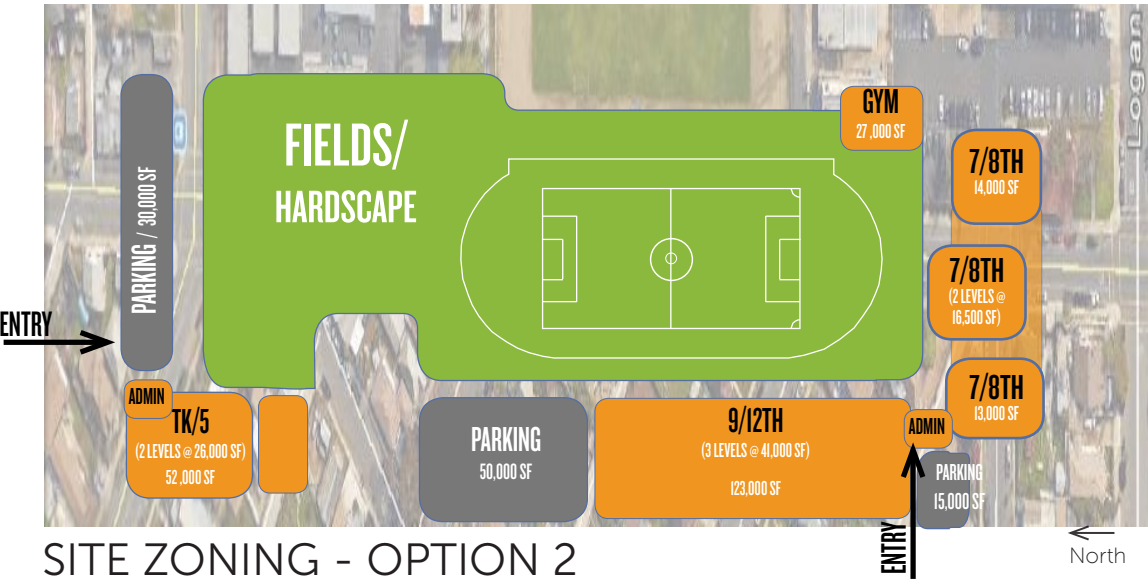 Logan
GYM
27 ,000 SF
FIELDS/
HARDSCAPE
PARKING / 30,000 SF
7/8TH
14,000 SF
7/8TH
(2 LEVELS @
16,500 SF)
ENTRY
7/8TH
13,000 SF
ADMIN
TK/5
(2 LEVELS @ 26,000 SF)
52 ,000 SF
PARKING
50,000 SF
9/12TH
(3 LEVELS @ 41,000 SF)
123,000 SF
ADMIN
PARKING
15,000 SF
ENTRY
North
SITE ZONING - OPTION 2